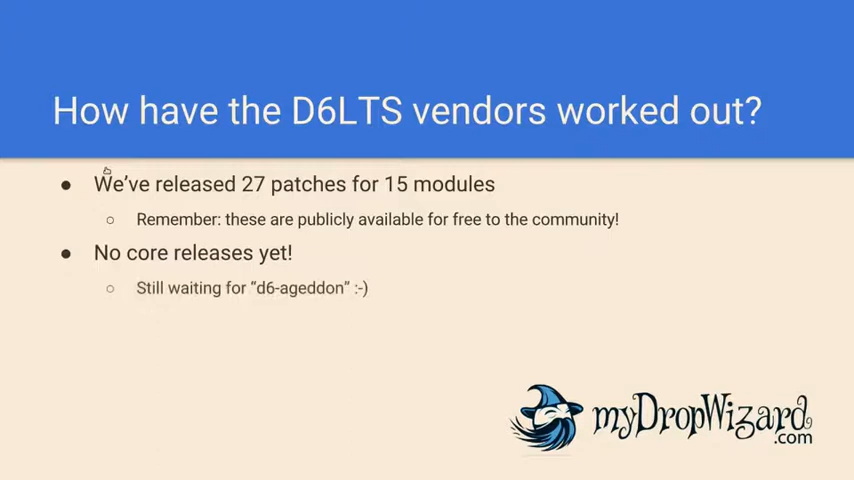 How have the D6LTS vendors worked out?
● We've released 27 patches for 15 modules
○ Remember: these are publicly available for free to the community!
● No core releases yet!
○ Still waiting for “d6-ageddon” :-)
myDropWizard
.com